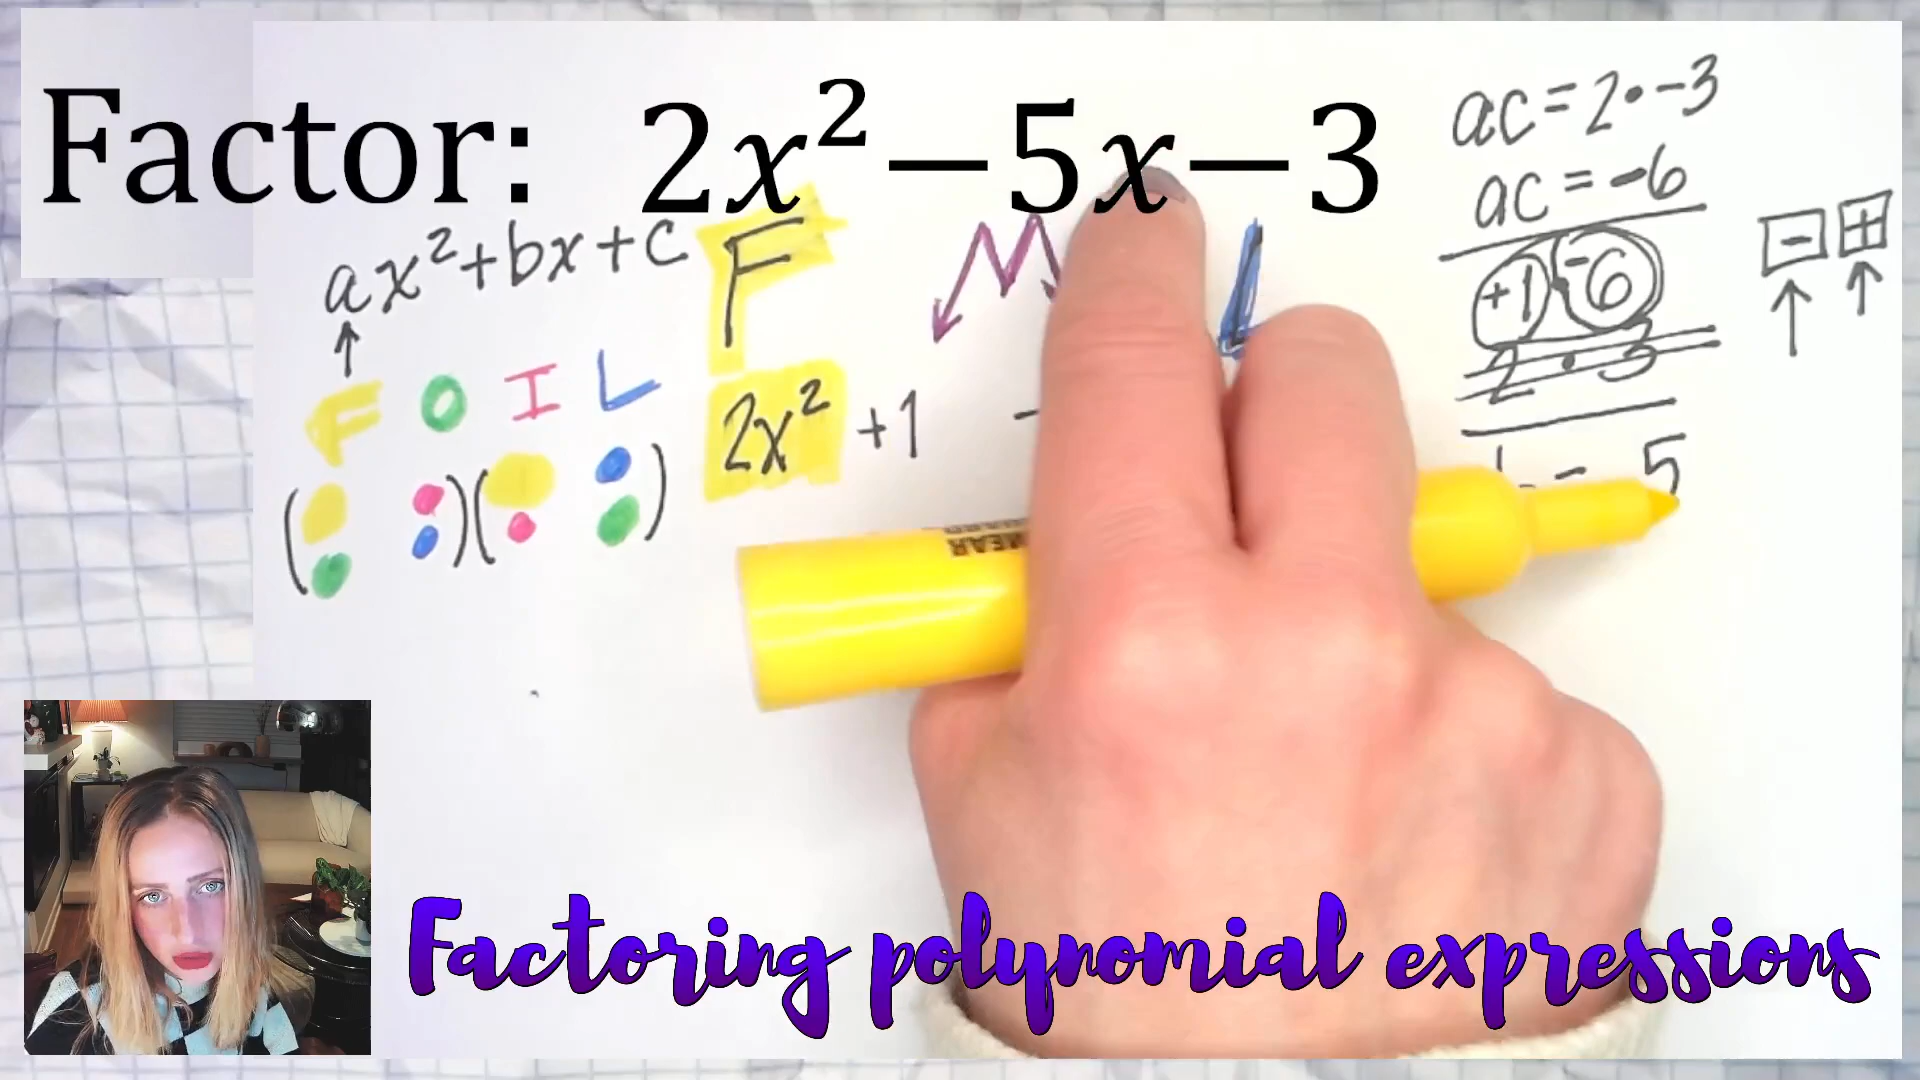 Factor: 2x² – 5x – 3
ax² + bx + c
F O I L
( )( )
F
L
2x² +1 -
ac = 2 · -3
ac = -6
+1 · -6
2 · 3
- 5
- +
Factoring polynomial expressions